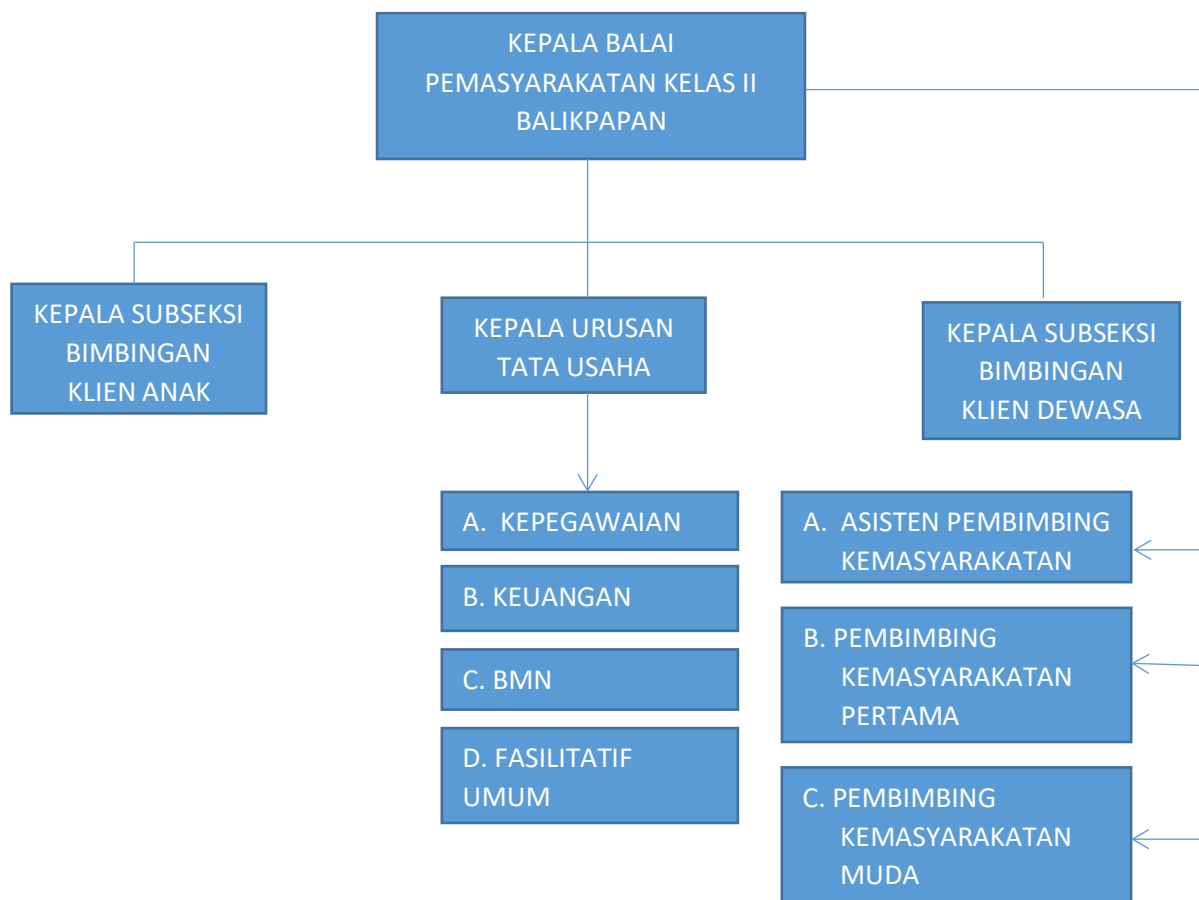 KEPALA BALAI
PEMASYARAKATAN KELAS II
BALIKPAPAN
KEPALA SUBSEKSI
BIMBINGAN
KLIEN ANAK
KEPALA URUSAN
TATA USAHA
KEPALA SUBSEKSI
BIMBINGAN
KLIEN DEWASA
A. KEPEGAWAIAN
B. KEUANGAN
C. BMN
D. FASILITATIF
UMUM
A. ASISTEN PEMBIMBING
KEMASYARAKATAN
B. PEMBIMBING
KEMASYARAKATAN
PERTAMA
C. PEMBIMBING
KEMASYARAKATAN
MUDA